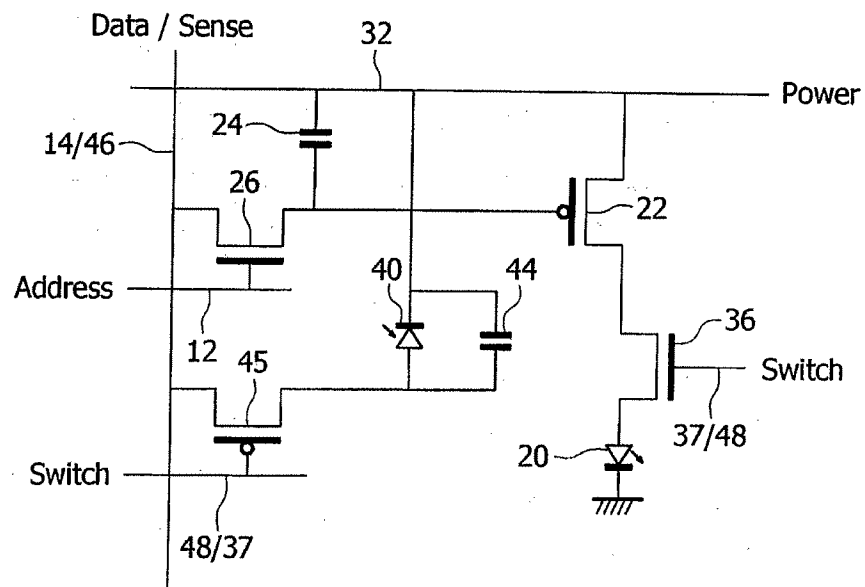 Data / Sense
32
Power
24
14/46
26
22
40
44
Address
36
12
45
Switch
37/48
20
Switch
48/37